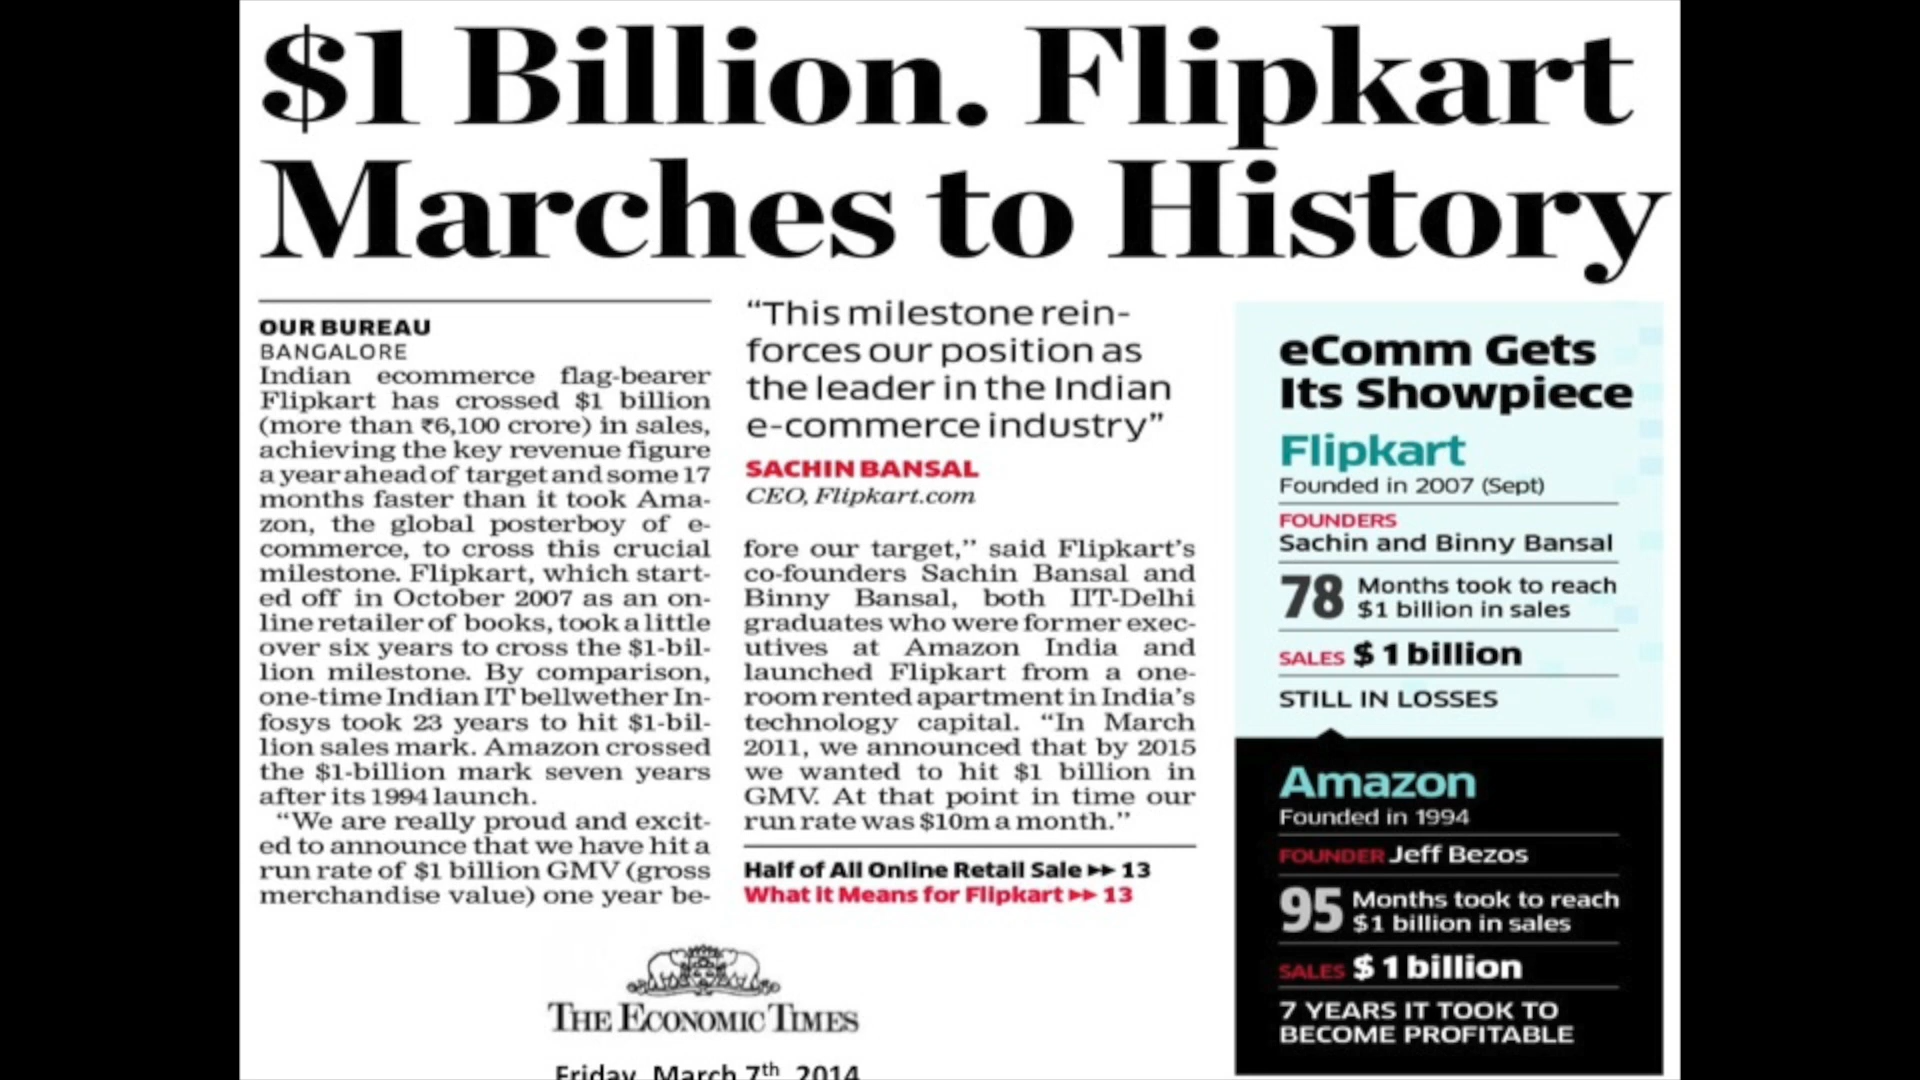 $1 Billion. Flipkart
Marches to History
OUR BUREAU
BANGALORE
Indian ecommerce flag-bearer
Flipkart has crossed $1 billion
(more than ₹6,100 crore) in sales,
achieving the key revenue figure
a year ahead of target and some 17
months faster than it took Ama-
zon, the global posterboy of e-
commerce, to cross this crucial
milestone. Flipkart, which start-
ed off in October 2007 as an on-
line retailer of books, took a little
over six years to cross the $1-bil-
lion milestone. By comparison,
one-time Indian IT bellwether In-
fosys took 23 years to hit $1-bil-
lion sales mark. Amazon crossed
the $1-billion mark seven years
after its 1994 launch.
“We are really proud and excit-
ed to announce that we have hit a
run rate of $1 billion GMV (gross
merchandise value) one year be-
“This milestone rein-
forces our position as
the leader in the Indian
e-commerce industry”
SACHIN BANSAL
CEO, Flipkart.com
fore our target,” said Flipkart's
co-founders Sachin Bansal and
Binny Bansal, both IIT-Delhi
graduates who were former exec-
utives at Amazon India and
launched Flipkart from a one-
room rented apartment in India's
technology capital. “In March
2011, we announced that by 2015
we wanted to hit $1 billion in
GMV. At that point in time our
run rate was $10m a month.”
Half of All Online Retail Sale ▸▸ 13
What it Means for Flipkart ▸▸ 13
eComm Gets
Its Showpiece
Flipkart
Founded in 2007 (Sept)
FOUNDERS
Sachin and Binny Bansal
78 Months took to reach
$1 billion in sales
SALES $ 1 billion
STILL IN LOSSES
Amazon
Founded in 1994
FOUNDER Jeff Bezos
95 Months took to reach
$1 billion in sales
SALES $ 1 billion
7 YEARS IT TOOK TO
BECOME PROFITABLE
THE ECONOMIC TIMES
Friday, March 7th, 2014